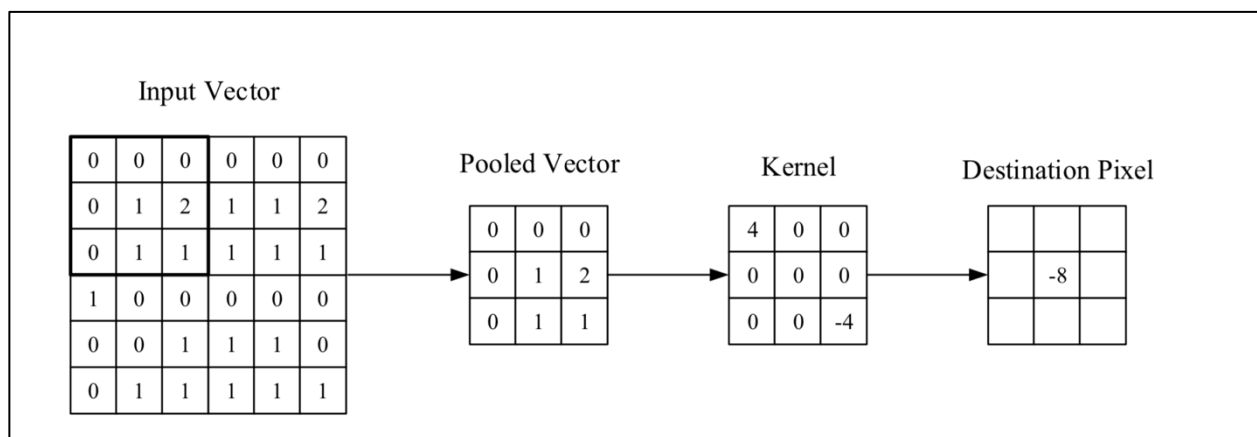 Input Vector
0 0 0 0 0 0
0 1 2 1 1 2
0 1 1 1 1 1
1 0 0 0 0 0
0 0 1 1 1 0
0 1 1 1 1 1
Pooled Vector
0 0 0
0 1 2
0 1 1
Kernel
4 0 0
0 0 0
0 0 -4
Destination Pixel
-8